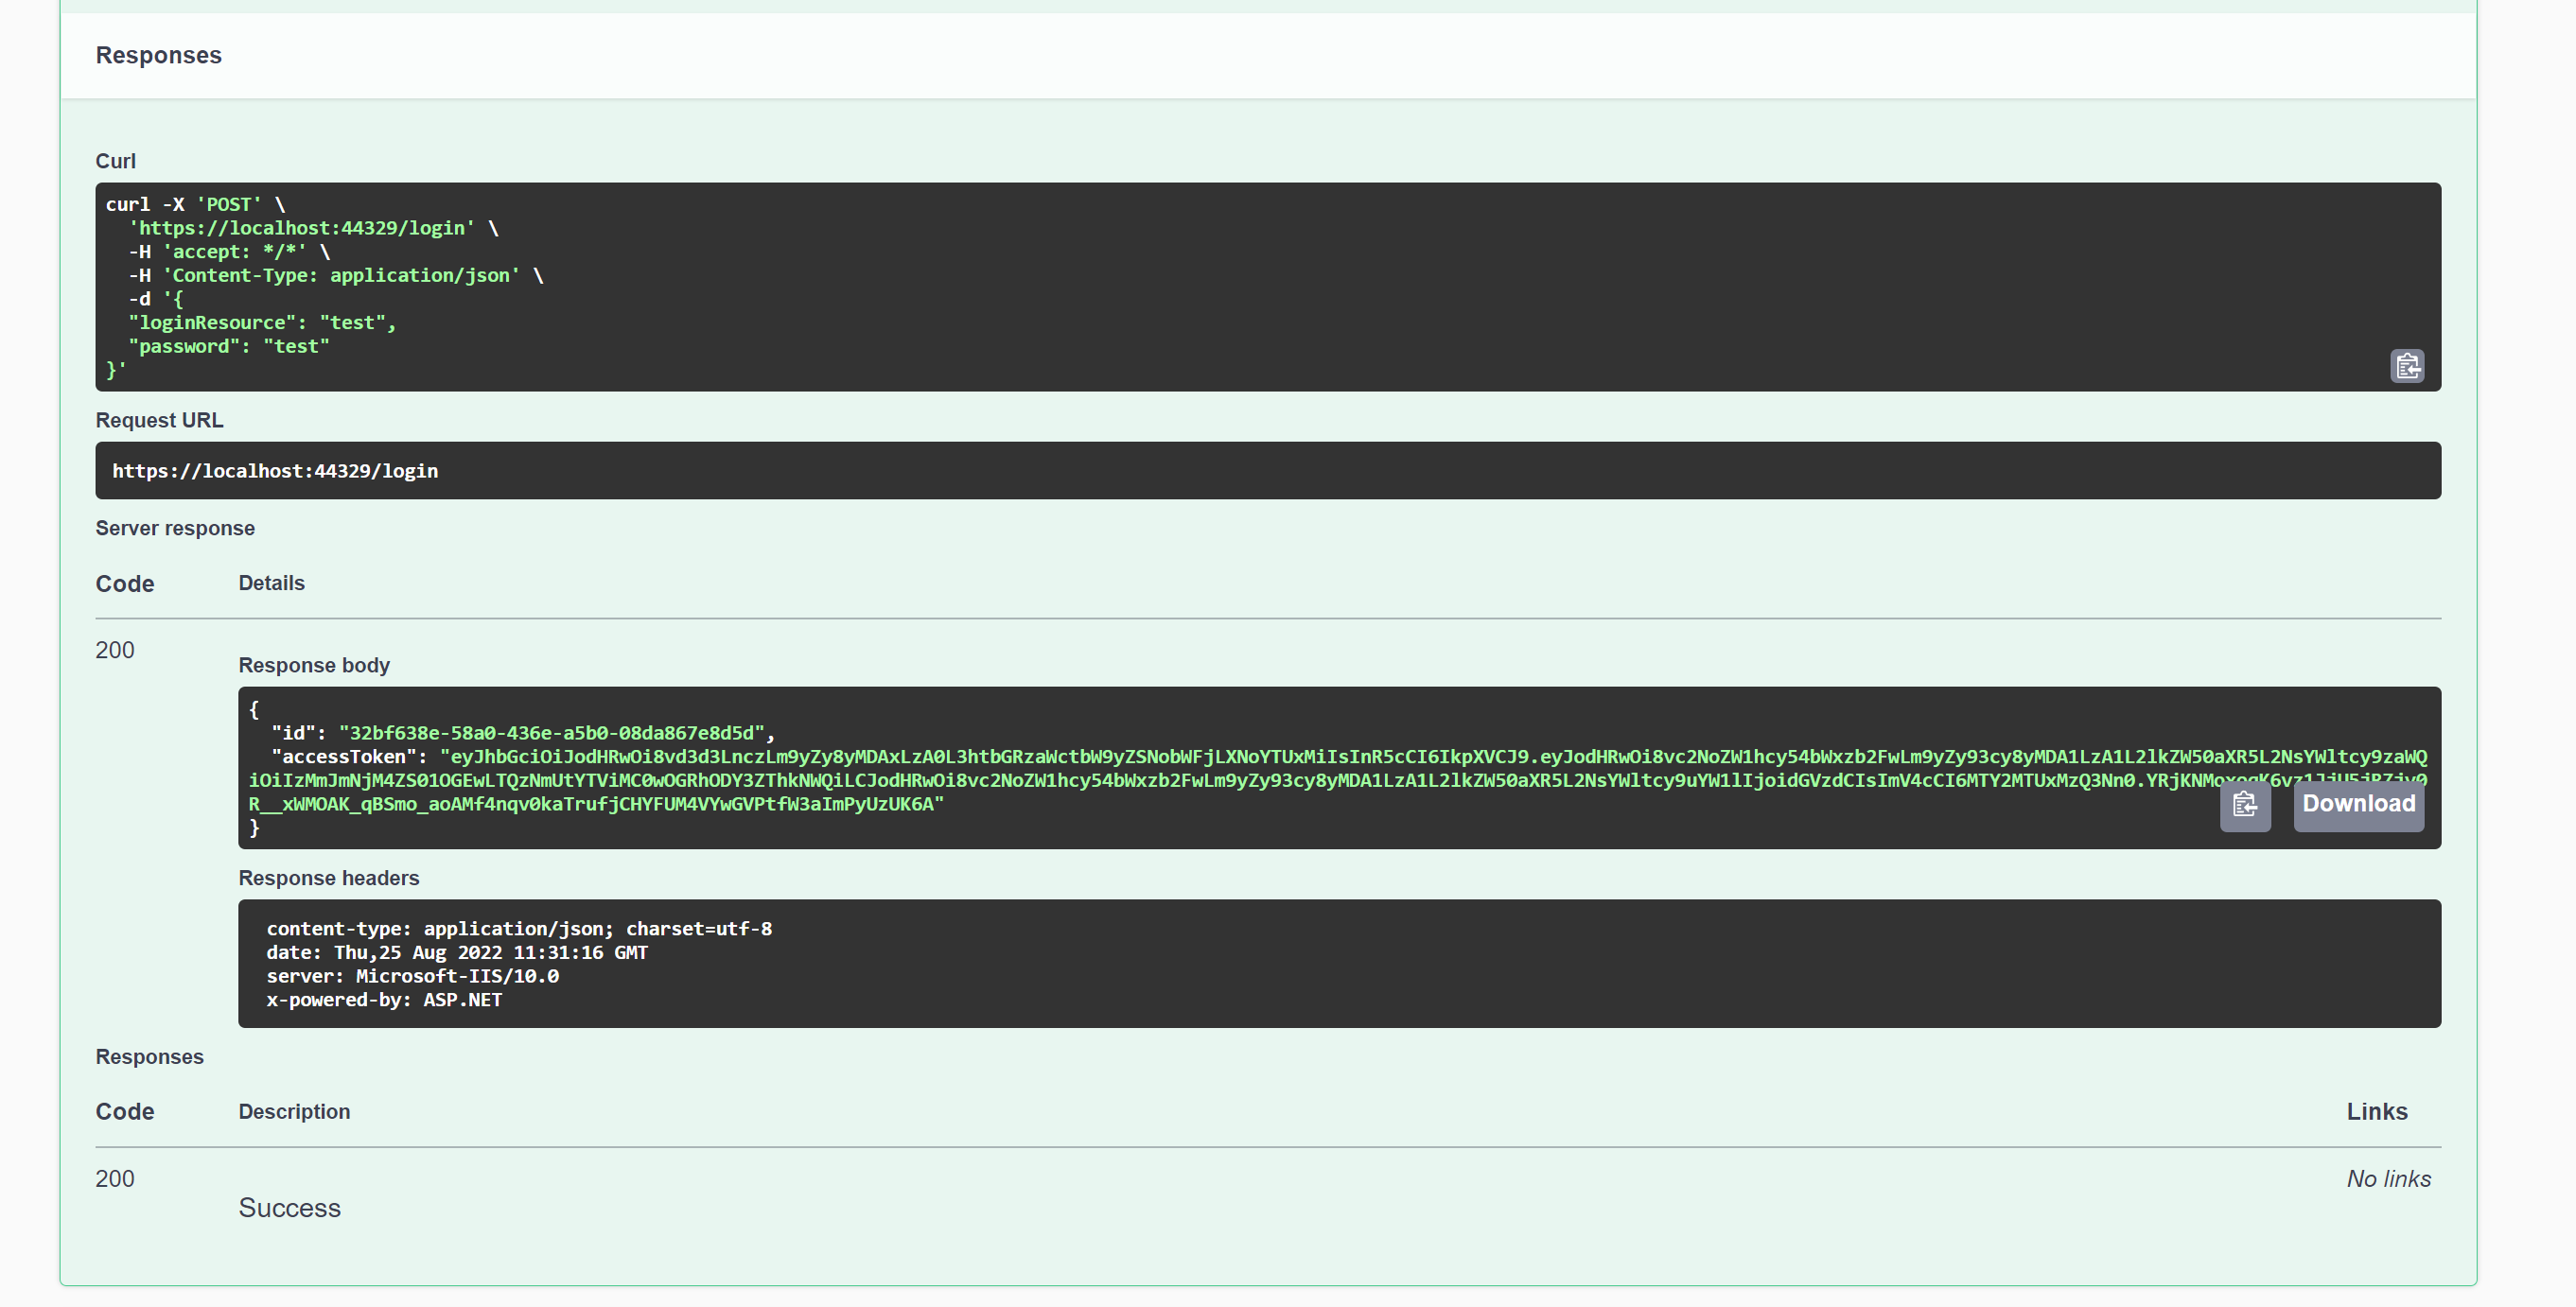 Responses
Curl
curl -X 'POST' \
'https://localhost:44329/login' \
-H 'accept: */*' \
-H 'Content-Type: application/json' \
-d '{
"loginResource": "test",
"password": "test"
}'
Request URL
https://localhost:44329/login
Server response
Code Details
200
Response body
{
"id": "32bf638e-58a0-436e-a5b0-08da867e8d5d",
"accessToken": "eyJhbGciOiJodHRwOi8vd3d3LnczLm9yZy8yMDAxLzA0L3htbGRzaWctbW9yZSNobWFjLXNoYTUxMiIsInR5cCI6IkpXVCJ9.eyJodHRwOi8vc2NoZW1hcy54bWxzb2FwLm9yZy93cy8yMDA1LzA1L2lkZW50aXR5L2NsYWltcy9zaWQ
iOiIzMmJmNjM4ZS01OGEwLTQzNmUtYTViMC0wOGRhODY3ZThkNWQiLCJodHRwOi8vc2NoZW1hcy54bWxzb2FwLm9yZy93cy8yMDA1LzA1L2lkZW50aXR5L2NsYWltcy9uYW1lIjoidGVzdCIsImV4cCI6MTY2MTUxMzQ3Nn0.
R__xWMOAK_qBSmo_aoAMf4nqv0kaTrufjCHYFUM4VYwGVPtfW3aImPyUzUK6A"
}
Download
Response headers
content-type: application/json; charset=utf-8
date: Thu,25 Aug 2022 11:31:16 GMT
server: Microsoft-IIS/10.0
x-powered-by: ASP.NET
Responses
Code Description Links
200 No links
Success